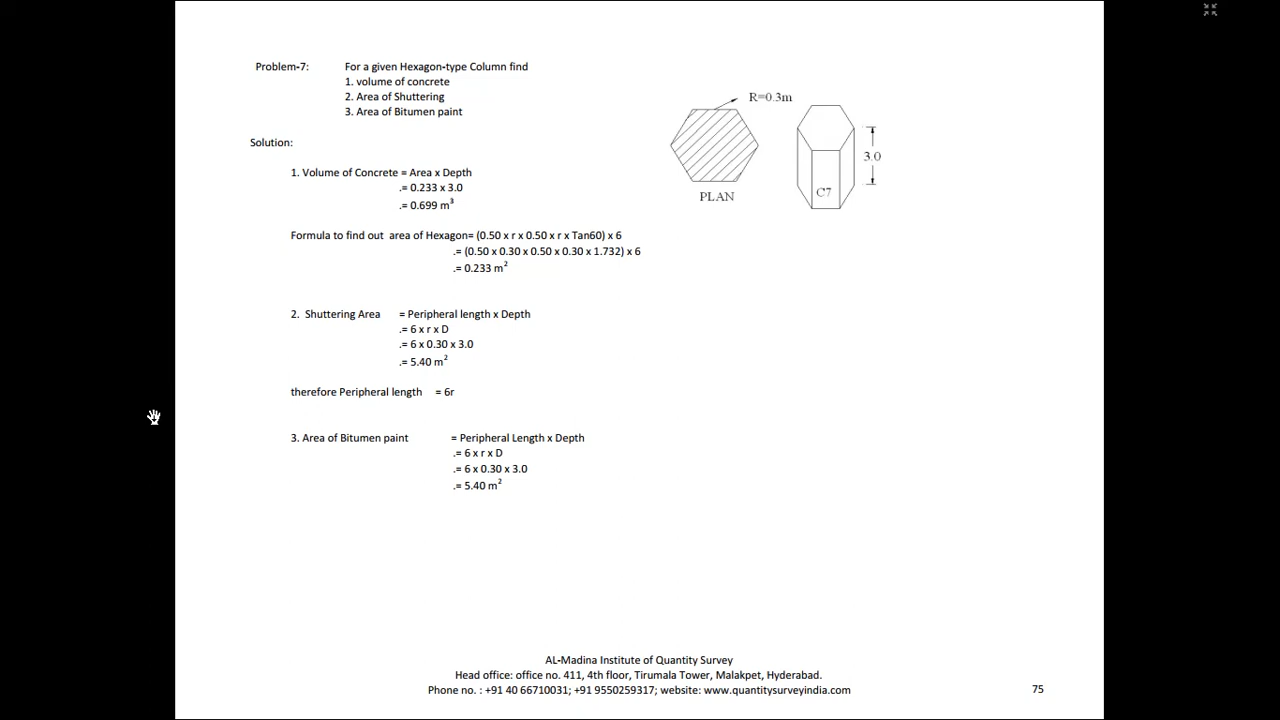 Problem-7: For a given Hexagon-type Column find
1. volume of concrete
2. Area of Shuttering
3. Area of Bitumen paint
R=0.3m
3.0
PLAN
C7
Solution:
1. Volume of Concrete = Area x Depth
.= 0.233 x 3.0
.= 0.699 m³
Formula to find out area of Hexagon= (0.50 x r x 0.50 x r x Tan60) x 6
.= (0.50 x 0.30 x 0.50 x 0.30 x 1.732) x 6
.= 0.233 m²
2. Shuttering Area = Peripheral length x Depth
.= 6 x r x D
.= 6 x 0.30 x 3.0
.= 5.40 m²
therefore Peripheral length = 6r
3. Area of Bitumen paint = Peripheral Length x Depth
.= 6 x r x D
.= 6 x 0.30 x 3.0
.= 5.40 m²
AL-Madina Institute of Quantity Survey
Head office: office no. 411, 4th floor, Tirumala Tower, Malakpet, Hyderabad.
Phone no. : +91 40 66710031; +91 9550259317; website: www.quantitysurveyindia.com
75